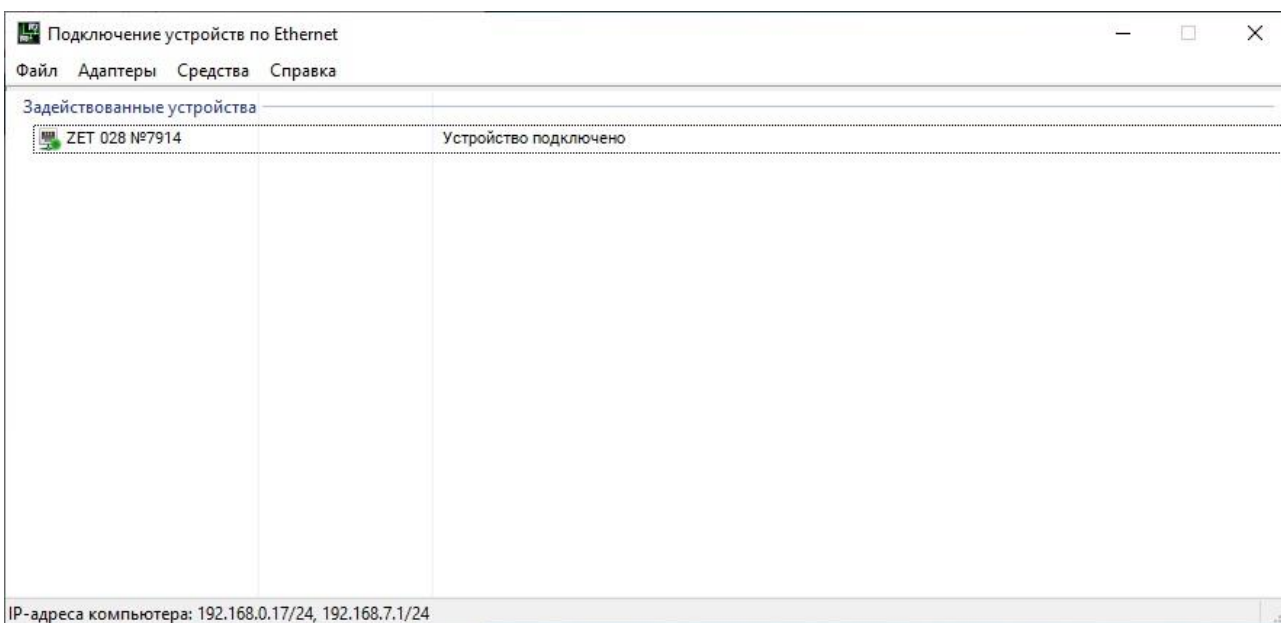 Подключение устройств по Ethernet
Файл Адаптеры Средства Справка
Задействованные устройства
ZET 028 №7914 Устройство подключено
IP-адреса компьютера: 192.168.0.17/24, 192.168.7.1/24